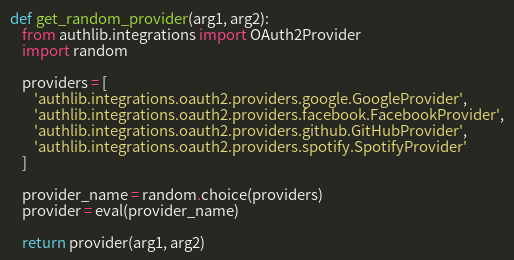 def get_random_provider(arg1, arg2):
    from authlib.integrations import OAuth2Provider
    import random

    providers = [
        'authlib.integrations.oauth2.providers.google.GoogleProvider',
        'authlib.integrations.oauth2.providers.facebook.FacebookProvider',
        'authlib.integrations.oauth2.providers.github.GitHubProvider',
        'authlib.integrations.oauth2.providers.spotify.SpotifyProvider'
    ]

    provider_name = random.choice(providers)
    provider = eval(provider_name)

    return provider(arg1, arg2)